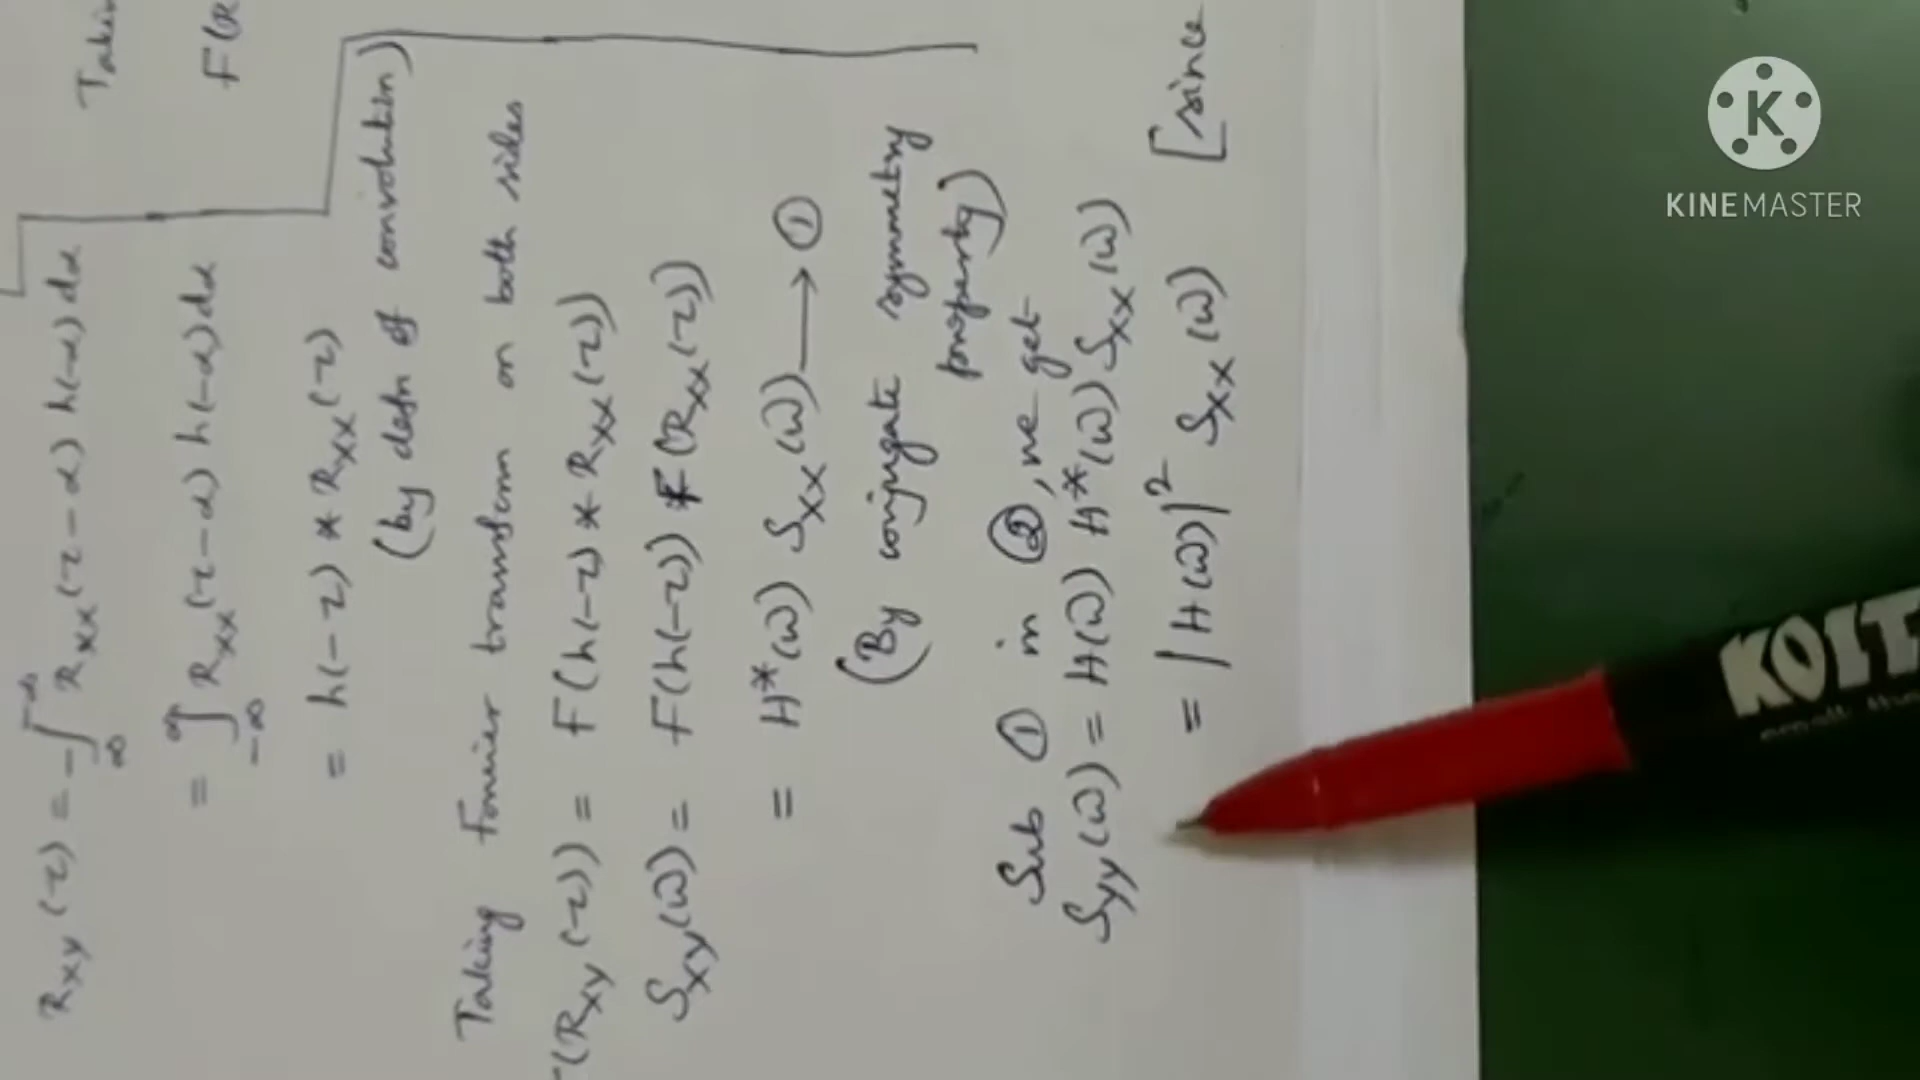 Takin
F(R
Rxy(τ) = -∫ Rxx(τ-α) h(-α) dα
∞ -∞
= ∫ Rxx(τ-α) h(-α) dα
-∞ ∞
= h(-τ) * Rxx(τ)
(by defn of convolution)
Taking Fourier transform on both sides
F(Rxy(τ)) = F(h(-τ) * Rxx(τ))
Sxy(ω) = F(h(-τ)) F(Rxx(τ))
= H*(ω) Sxx(ω) → ①
(By conjugate symmetry
property)
Sub ① in ②, we get
Syy(ω) = H(ω) H*(ω) Sxx(ω)
= |H(ω)|² Sxx(ω) [since
K
KINEMASTER
KOIT